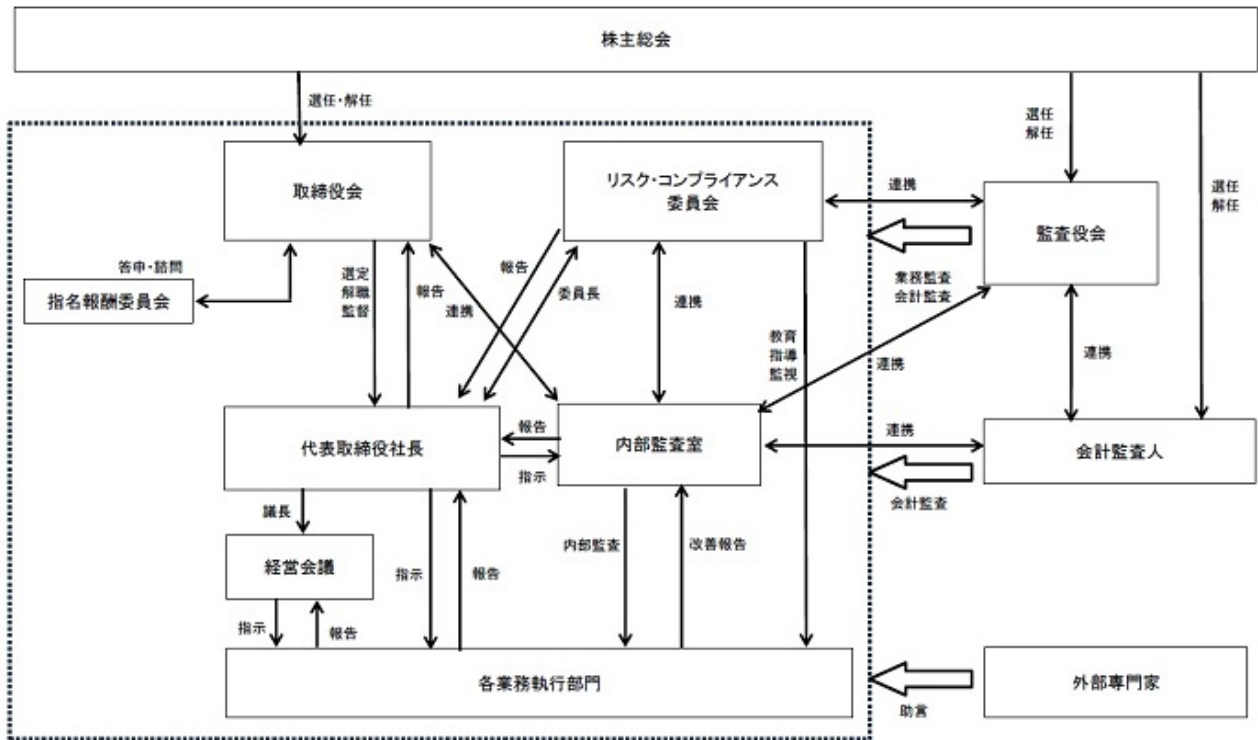 株主総会
選任・解任
選任
解任
選任
解任
取締役会
リスク・コンプライアンス
委員会
連携
監査役会
答申・諮問
指名報酬委員会
選定
解職
監督
報告
連携
報告
委員長
連携
教育
指導
監視
業務監査
会計監査
連携
連携
代表取締役社長
報告
指示
内部監査室
連携
会計監査人
会計監査
議長
経営会議
指示
報告
内部監査
改善報告
指示
報告
各業務執行部門
助言
外部専門家